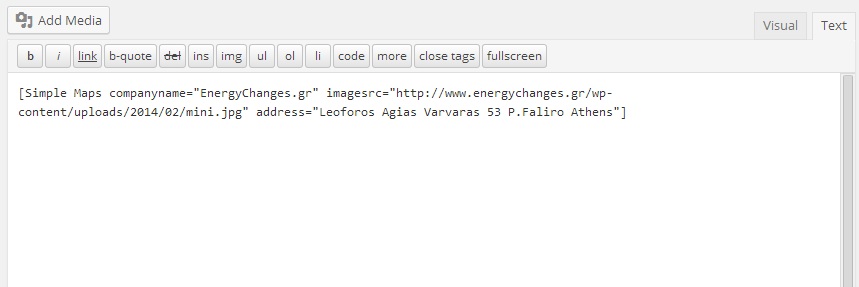 Add Media
Visual Text
b i link b-quote del ins img ul ol li code more close tags fullscreen
[Simple Maps companyname="EnergyChanges.gr" imagesrc="http://www.energychanges.gr/wp-
content/uploads/2014/02/mini.jpg" address="Leoforos Agias Varvaras 53 P.Faliro Athens"]